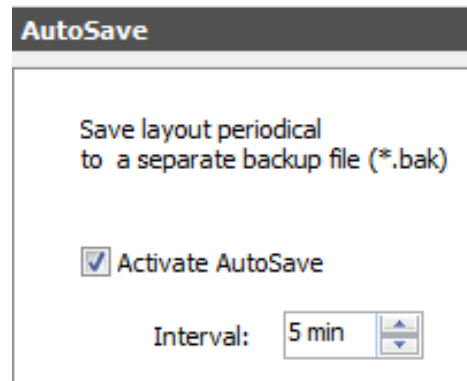 AutoSave
Save layout periodical
to a separate backup file (*.bak)
Activate AutoSave
Interval: 5 min